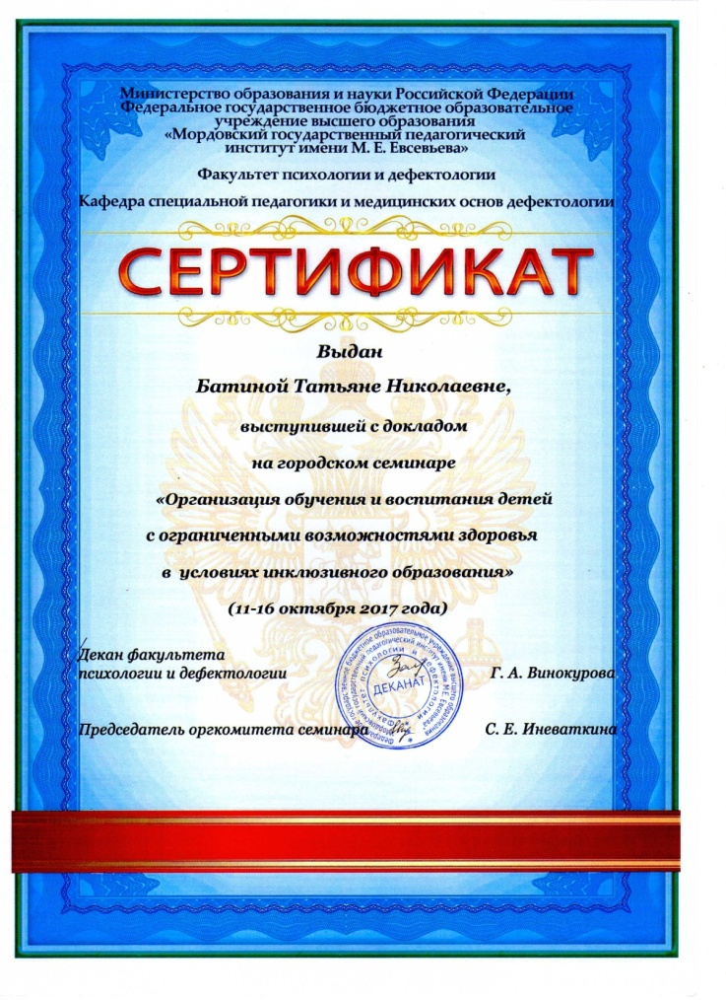 Министерство образования и науки Российской Федерации
Федеральное государственное бюджетное образовательное
учреждение высшего образования
«Мордовский государственный педагогический
институт имени М. Е. Евсевьева»
Факультет психологии и дефектологии
Кафедра специальной педагогики и медицинских основ дефектологии
СЕРТИФИКАТ
Выдан
Батиной Татьяне Николаевне,
выступившей с докладом
на городском семинаре
«Организация обучения и воспитания детей
с ограниченными возможностями здоровья
в условиях инклюзивного образования»
(11-16 октября 2017 года)
Декан факультета
психологии и дефектологии
Г. А. Винокурова
ДЕКАНАТ
Председатель оргкомитета семинара
С. Е. Иневаткина